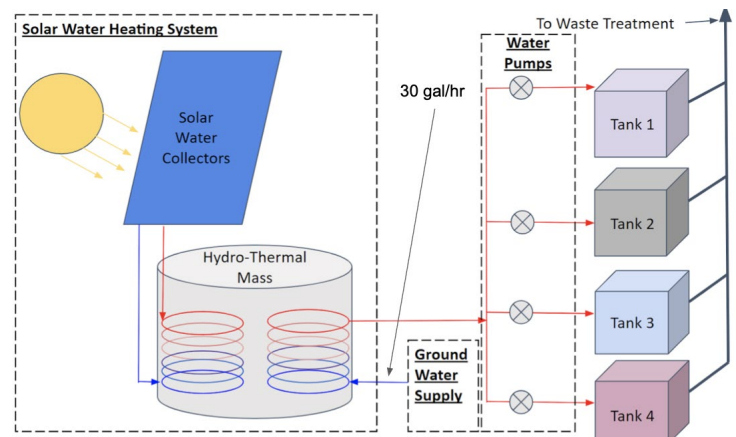 To Waste Treatment
Solar Water Heating System
Water
Pumps
30 gal/hr
Solar
Water
Collectors
Tank 1
Tank 2
Hydro-Thermal
Mass
Tank 3
Ground
Water
Supply
Tank 4